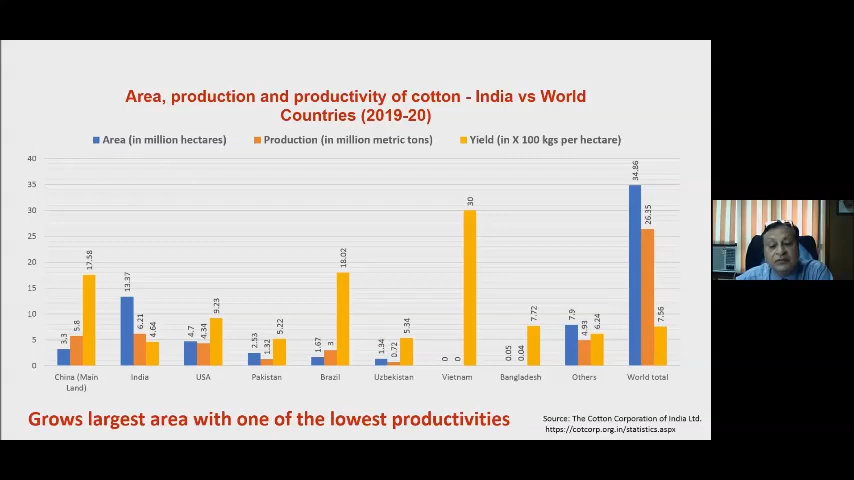 Area, production and productivity of cotton - India vs World
Countries (2019-20)
Area (in million hectares) Production (in million metric tons) Yield (in X 100 kgs per hectare)
40
35
30
25
20
15
10
5
0
3.3 5.8 17.58
13.37 6.21 4.64
4.7 4.34 9.23
2.53 1.32 5.22
1.67 3 18.02
1.34 0.72 5.34
0 0 30
0.05 0.04 7.72
7.9 4.93 6.24
34.86 26.35 7.56
China (Main
Land)
India
USA
Pakistan
Brazil
Uzbekistan
Vietnam
Bangladesh
Others
World total
Grows largest area with one of the lowest productivities
Source: The Cotton Corporation of India Ltd.
https://cotcorp.org.in/statistics.aspx